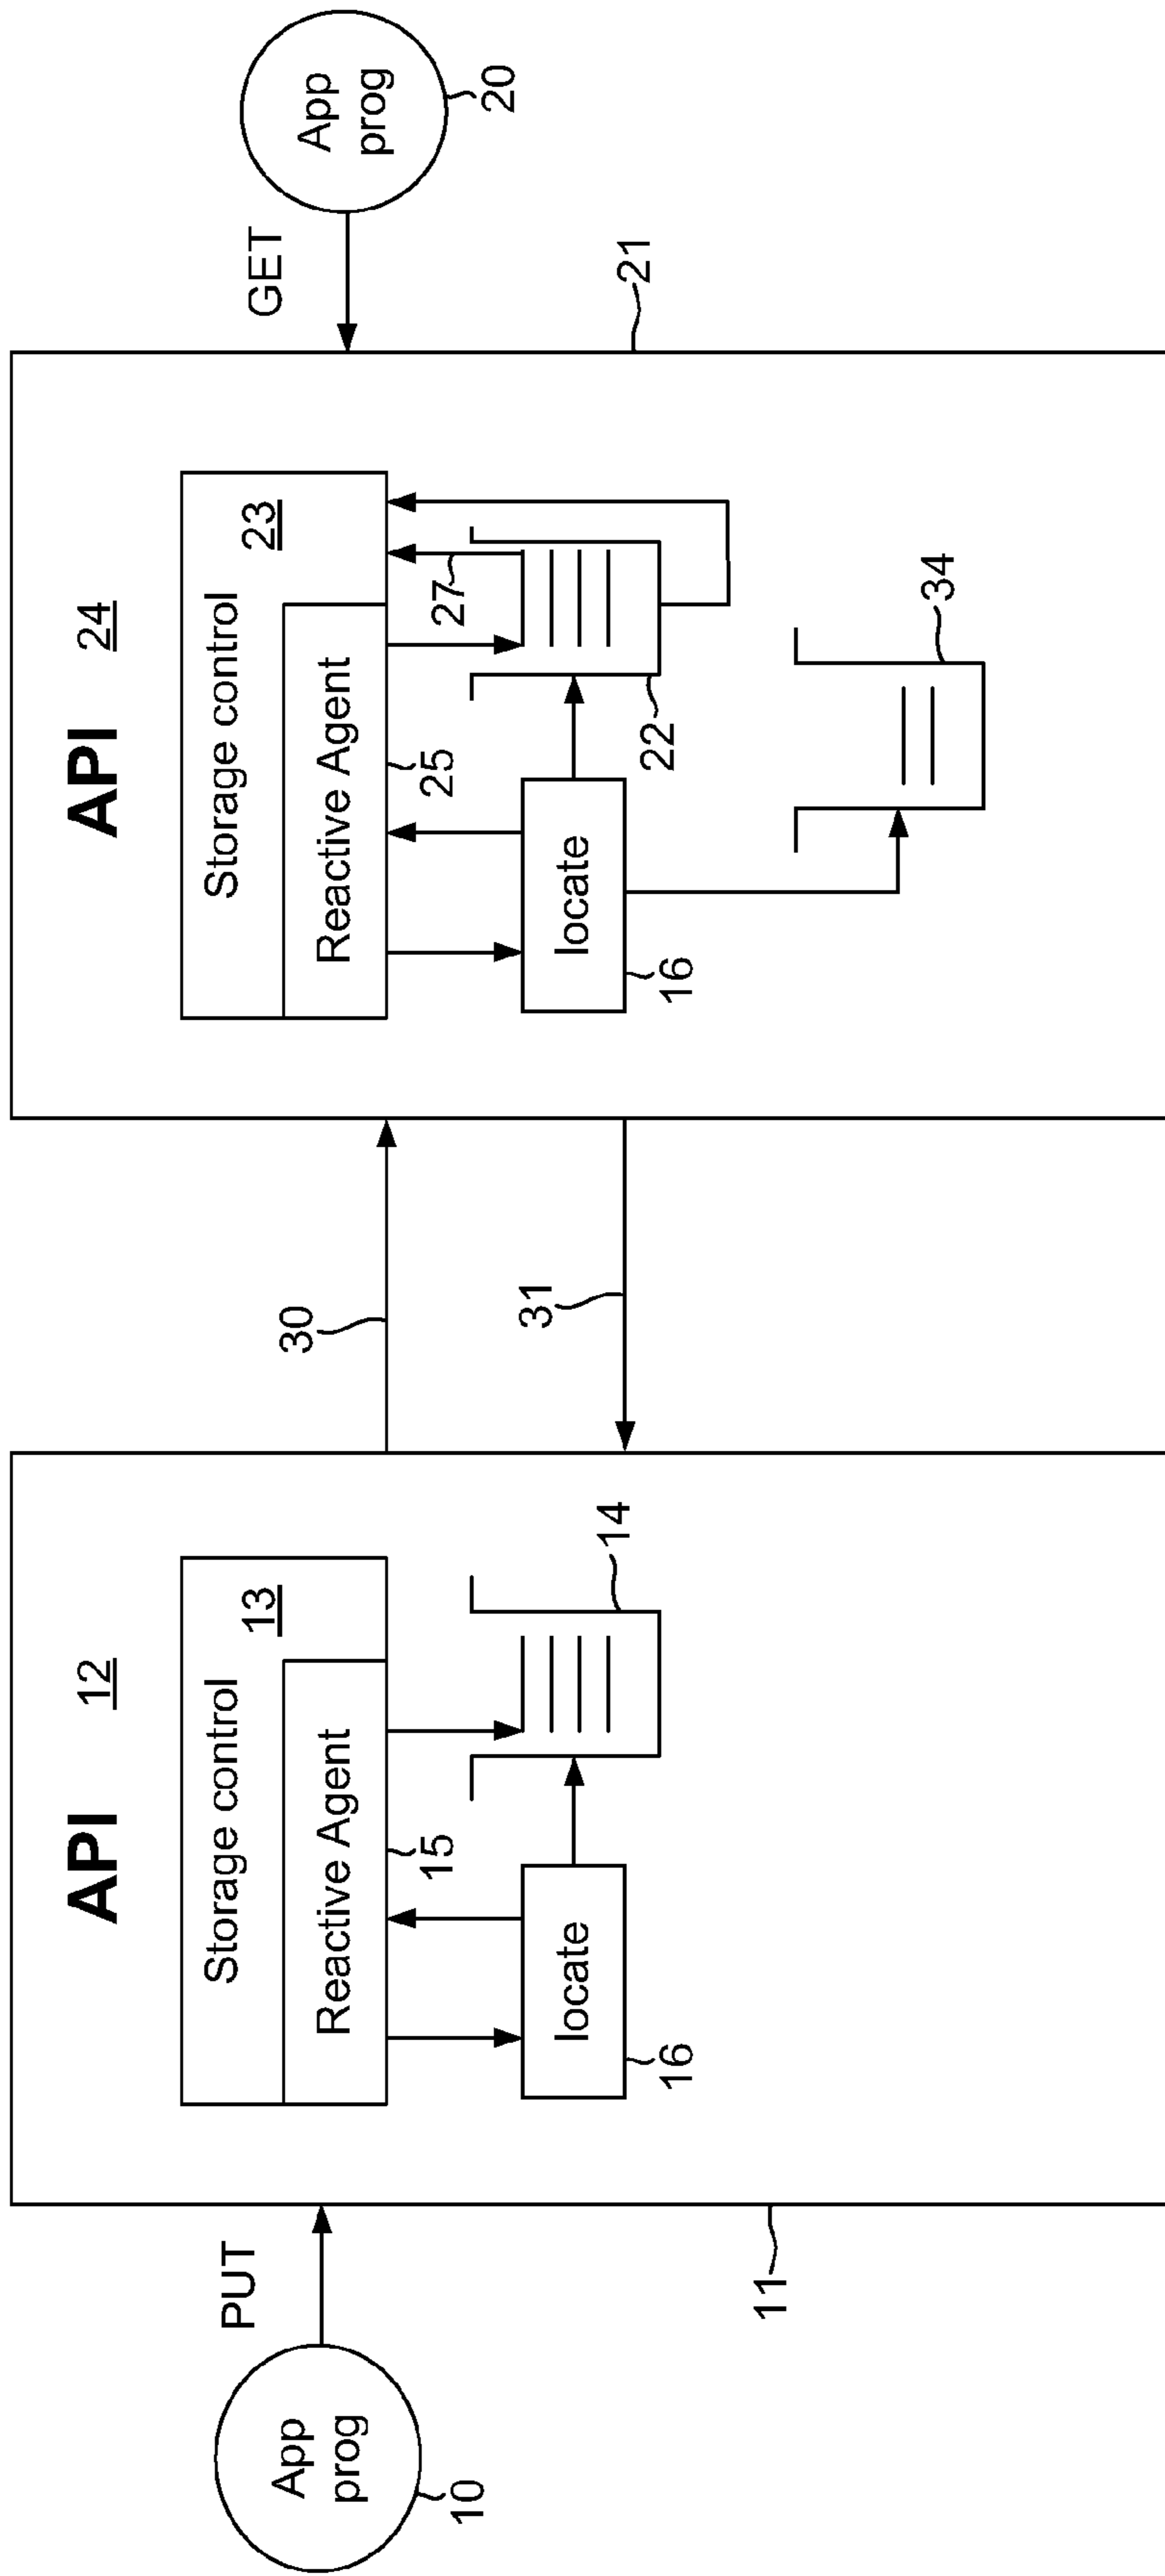 API 12
API 24
Storage control
13
Reactive Agent
15
locate
16
14
PUT
App
prog
10
11
30
31
Storage control
23
Reactive Agent
25
27
locate
16
22
34
GET
App
prog
20
21